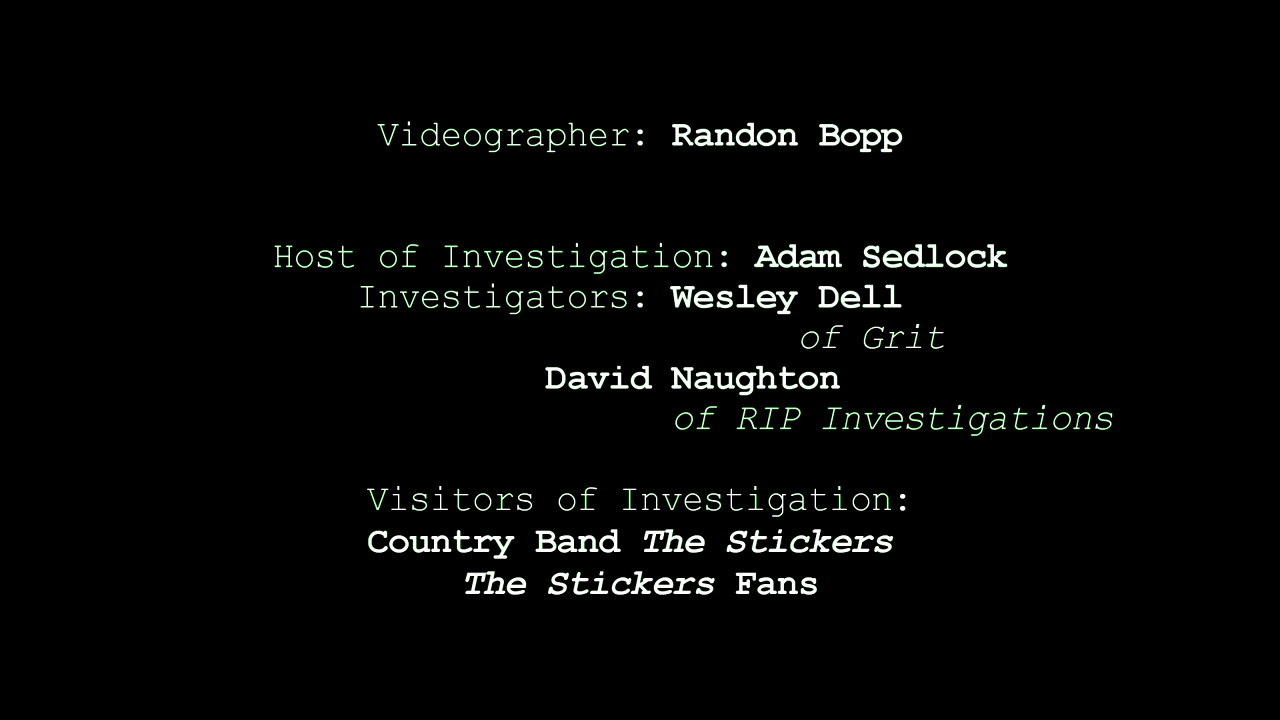 Videographer: Randon Bopp
Host of Investigation: Adam Sedlock
Investigators: Wesley Dell
of Grit
David Naughton
of RIP Investigations
Visitors of Investigation:
Country Band The Stickers
The Stickers Fans